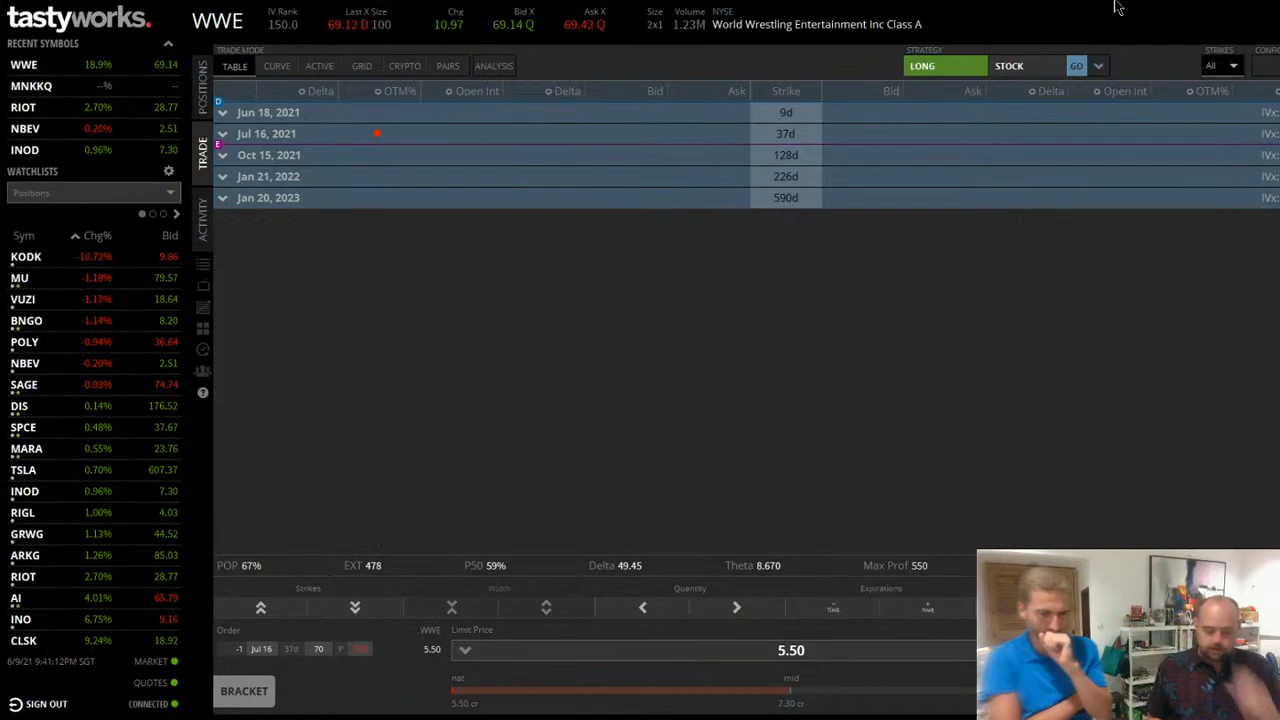 tastyworks.
WWE
IV Rank
150.0
Last X Size
69.12 D 100
Chg
10.97
Bid X
69.14 Q
Ask X
69.42 Q
Size
2x1
Volume
1.23M
NYSE
World Wrestling Entertainment Inc Class A
RECENT SYMBOLS
WWE 18.9% 69.14
MNKKQ --% --
RIOT 2.70% 28.77
NBEV -0.20% 2.51
INOD 0.96% 7.30
WATCHLISTS
Positions
Sym Chg% Bid
KODK -10.72% 9.86
MU -1.18% 79.57
VUZI -1.17% 18.64
BNGO -1.14% 8.20
POLY -0.94% 36.64
NBEV -0.20% 2.51
SAGE -0.03% 74.74
DIS 0.14% 176.52
SPCE 0.48% 37.67
MARA 0.55% 23.76
TSLA 0.70% 607.37
INOD 0.96% 7.30
RIGL 1.00% 4.03
GRWG 1.13% 44.52
ARKG 1.26% 85.03
RIOT 2.70% 28.77
AI 4.01% 65.79
INO 6.75% 9.16
CLSK 9.24% 18.92
6/9/21 9:41:12PM SGT
MARKET
QUOTES
SIGN OUT
CONNECTED
POSITIONS
TRADE
ACTIVITY
TRADE MODE
TABLE CURVE ACTIVE GRID CRYPTO PAIRS ANALYSIS
STRATEGY
LONG STOCK GO
STRIKES
All
CONFIG
Delta OTM% Open Int Delta Bid Ask Strike Bid Ask Delta Open Int OTM%
D
Jun 18, 2021 9d IVx:
Jul 16, 2021 37d
E
Oct 15, 2021 128d IVx:
Jan 21, 2022 226d IVx:
Jan 20, 2023 590d IVx:
POP 67% EXT 478 P50 59% Delta 49.45 Theta 8.670 Max Prof 550
Strikes Width Quantity Expirations
TIME TIME
Order WWE Limit Price
-1 Jul 16 37d 70 P 5.50 5.50
BRACKET
nat mid
5.50 cr 7.30 cr